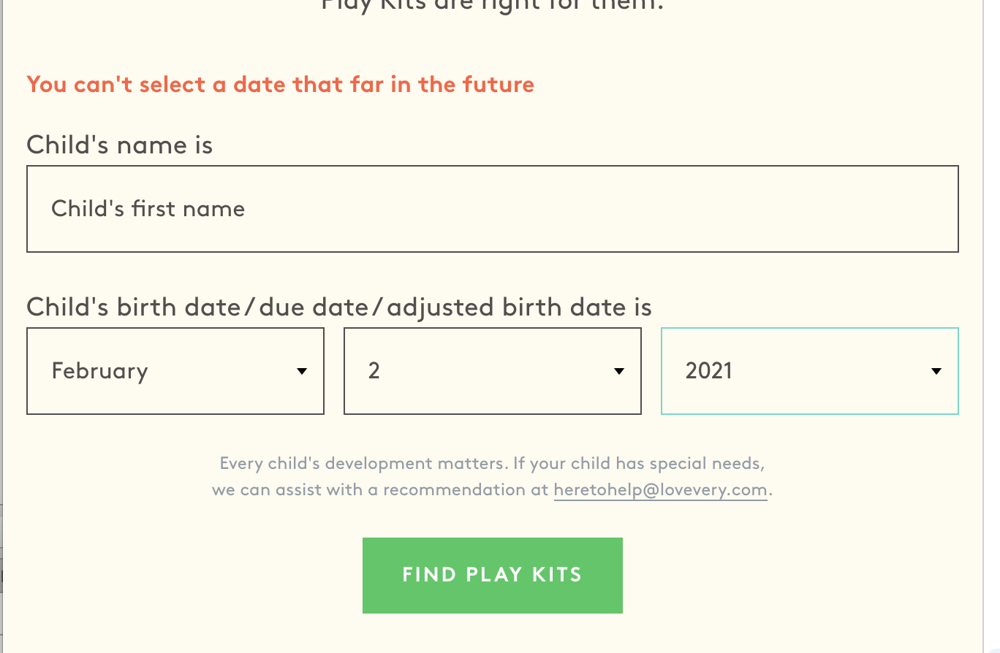 Play Kits are right for them.
You can't select a date that far in the future
Child's name is
Child's first name
Child's birth date/due date/adjusted birth date is
February
2
2021
Every child's development matters. If your child has special needs,
we can assist with a recommendation at heretohelp@lovevery.com.
FIND PLAY KITS